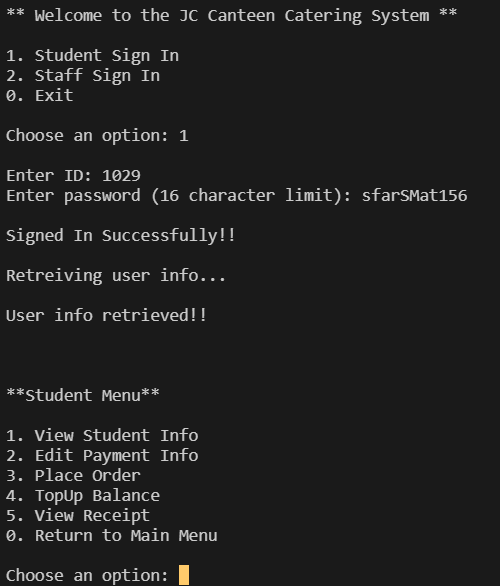 ** Welcome to the JC Canteen Catering System **
1. Student Sign In
2. Staff Sign In
0. Exit
Choose an option: 1
Enter ID: 1029
Enter password (16 character limit): sfarSMat156
Signed In Successfully!!
Retreiving user info...
User info retrieved!!
**Student Menu**
1. View Student Info
2. Edit Payment Info
3. Place Order
4. TopUp Balance
5. View Receipt
0. Return to Main Menu
Choose an option: